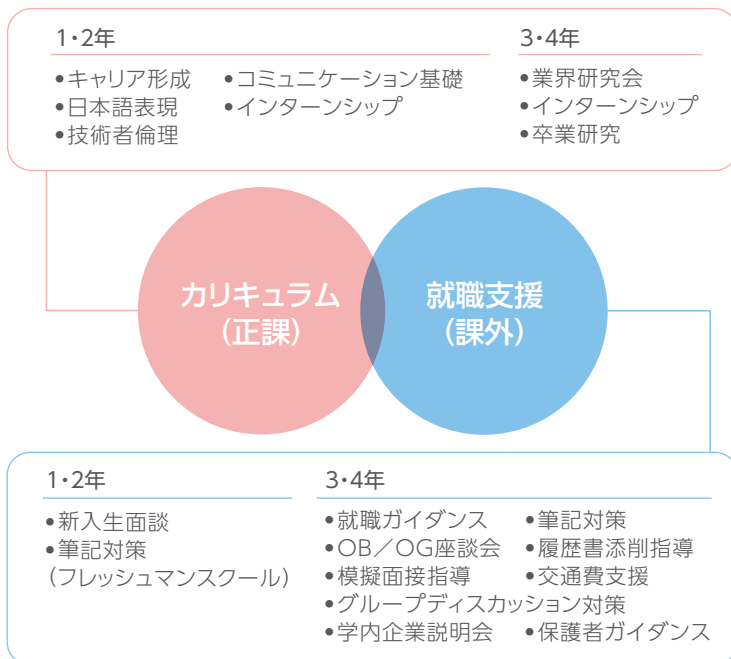 1・2年
•キャリア形成 •コミュニケーション基礎
•日本語表現 •インターンシップ
•技術者倫理
3・4年
•業界研究会
•インターンシップ
•卒業研究
カリキュラム
(正課)
就職支援
(課外)
1・2年
•新入生面談
•筆記対策
(フレッシュマンスクール)
3・4年
•就職ガイダンス •筆記対策
•OB／OG座談会 •履歴書添削指導
•模擬面接指導 •交通費支援
•グループディスカッション対策
•学内企業説明会 •保護者ガイダンス